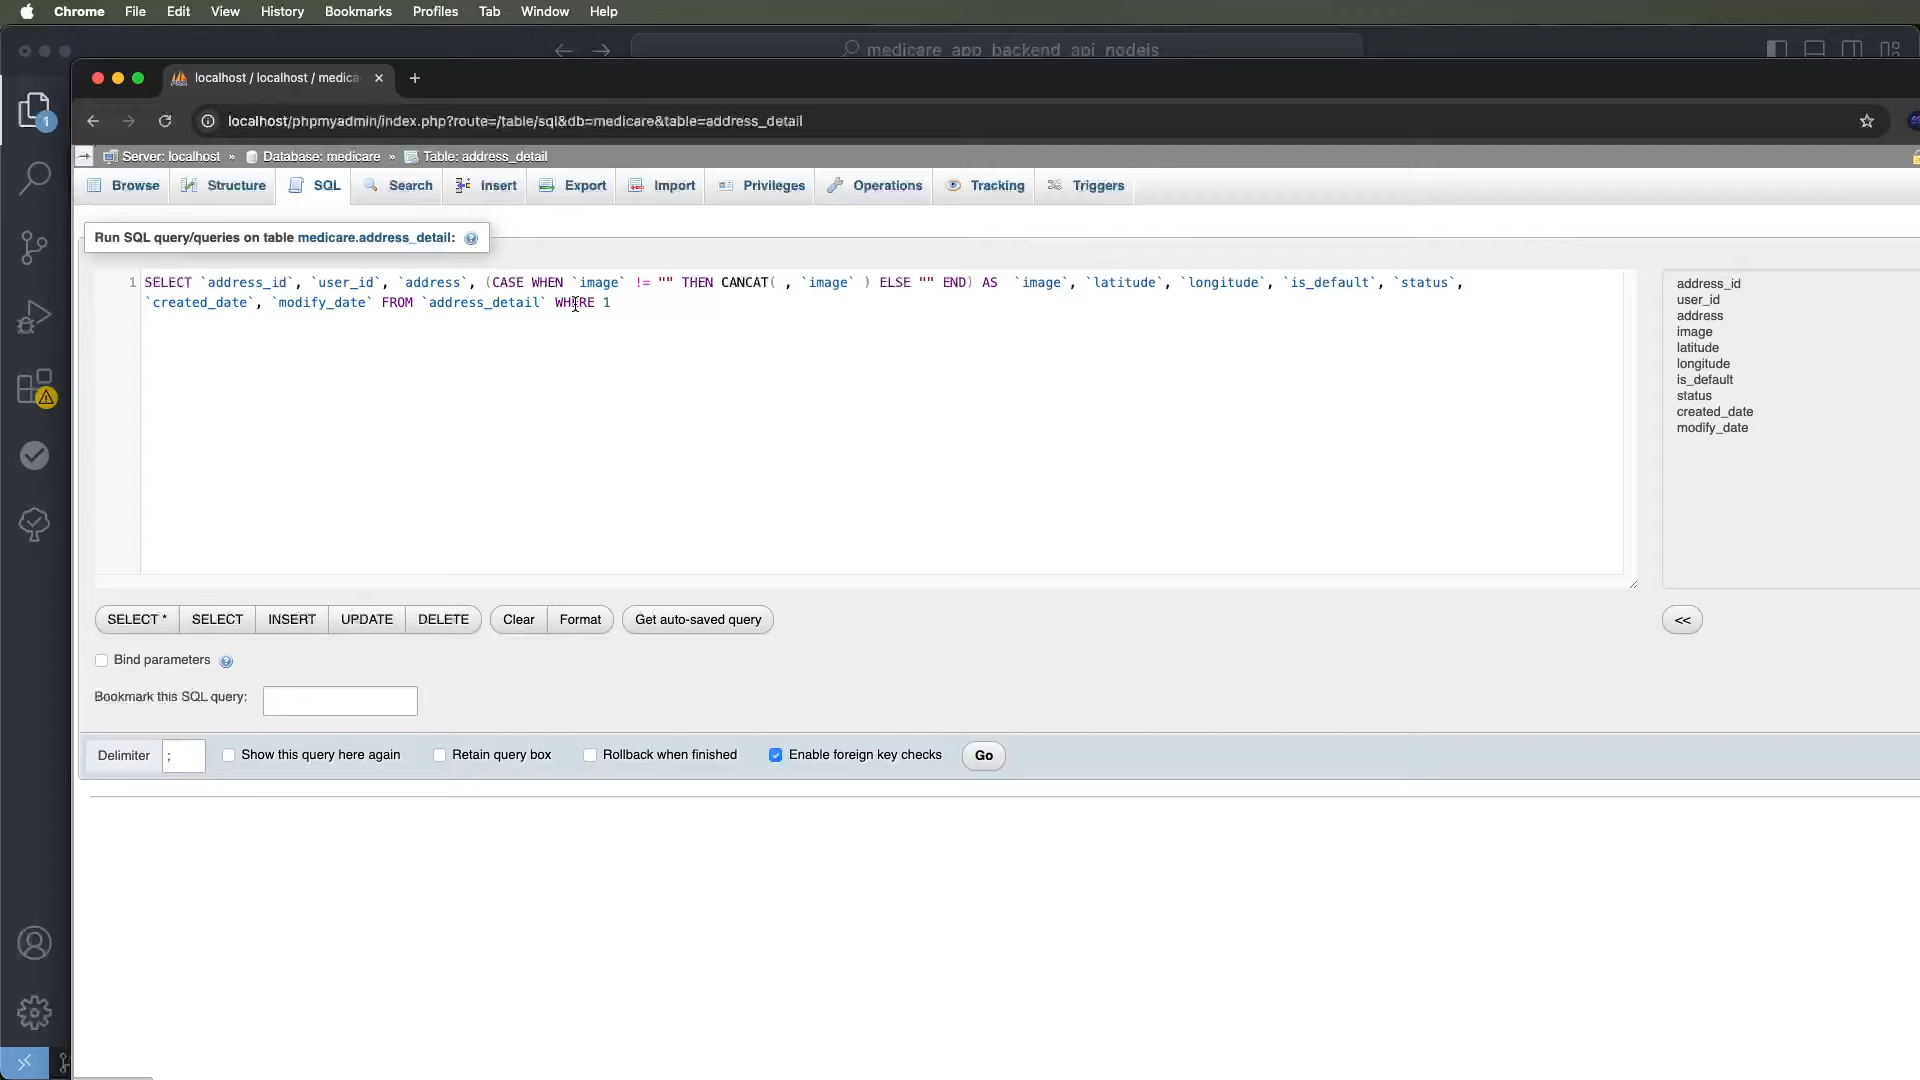 Chrome File Edit View History Bookmarks Profiles Tab Window Help
medicare_app_backend_api_nodejs
localhost / localhost / medica
localhost/phpmyadmin/index.php?route=/table/sql&db=medicare&table=address_detail
Server: localhost » Database: medicare » Table: address_detail
Browse Structure SQL Search Insert Export Import Privileges Operations Tracking Triggers
Run SQL query/queries on table medicare.address_detail:
1 SELECT `address_id`, `user_id`, `address`, (CASE WHEN `image` != "" THEN CANCAT( , `image` ) ELSE "" END) AS  `image`, `latitude`, `longitude`, `is_default`, `status`,
`created_date`, `modify_date` FROM `address_detail` WHERE 1
address_id
user_id
address
image
latitude
longitude
is_default
status
created_date
modify_date
SELECT * SELECT INSERT UPDATE DELETE Clear Format Get auto-saved query <<
Bind parameters
Bookmark this SQL query:
Delimiter ; Show this query here again Retain query box Rollback when finished Enable foreign key checks Go
1